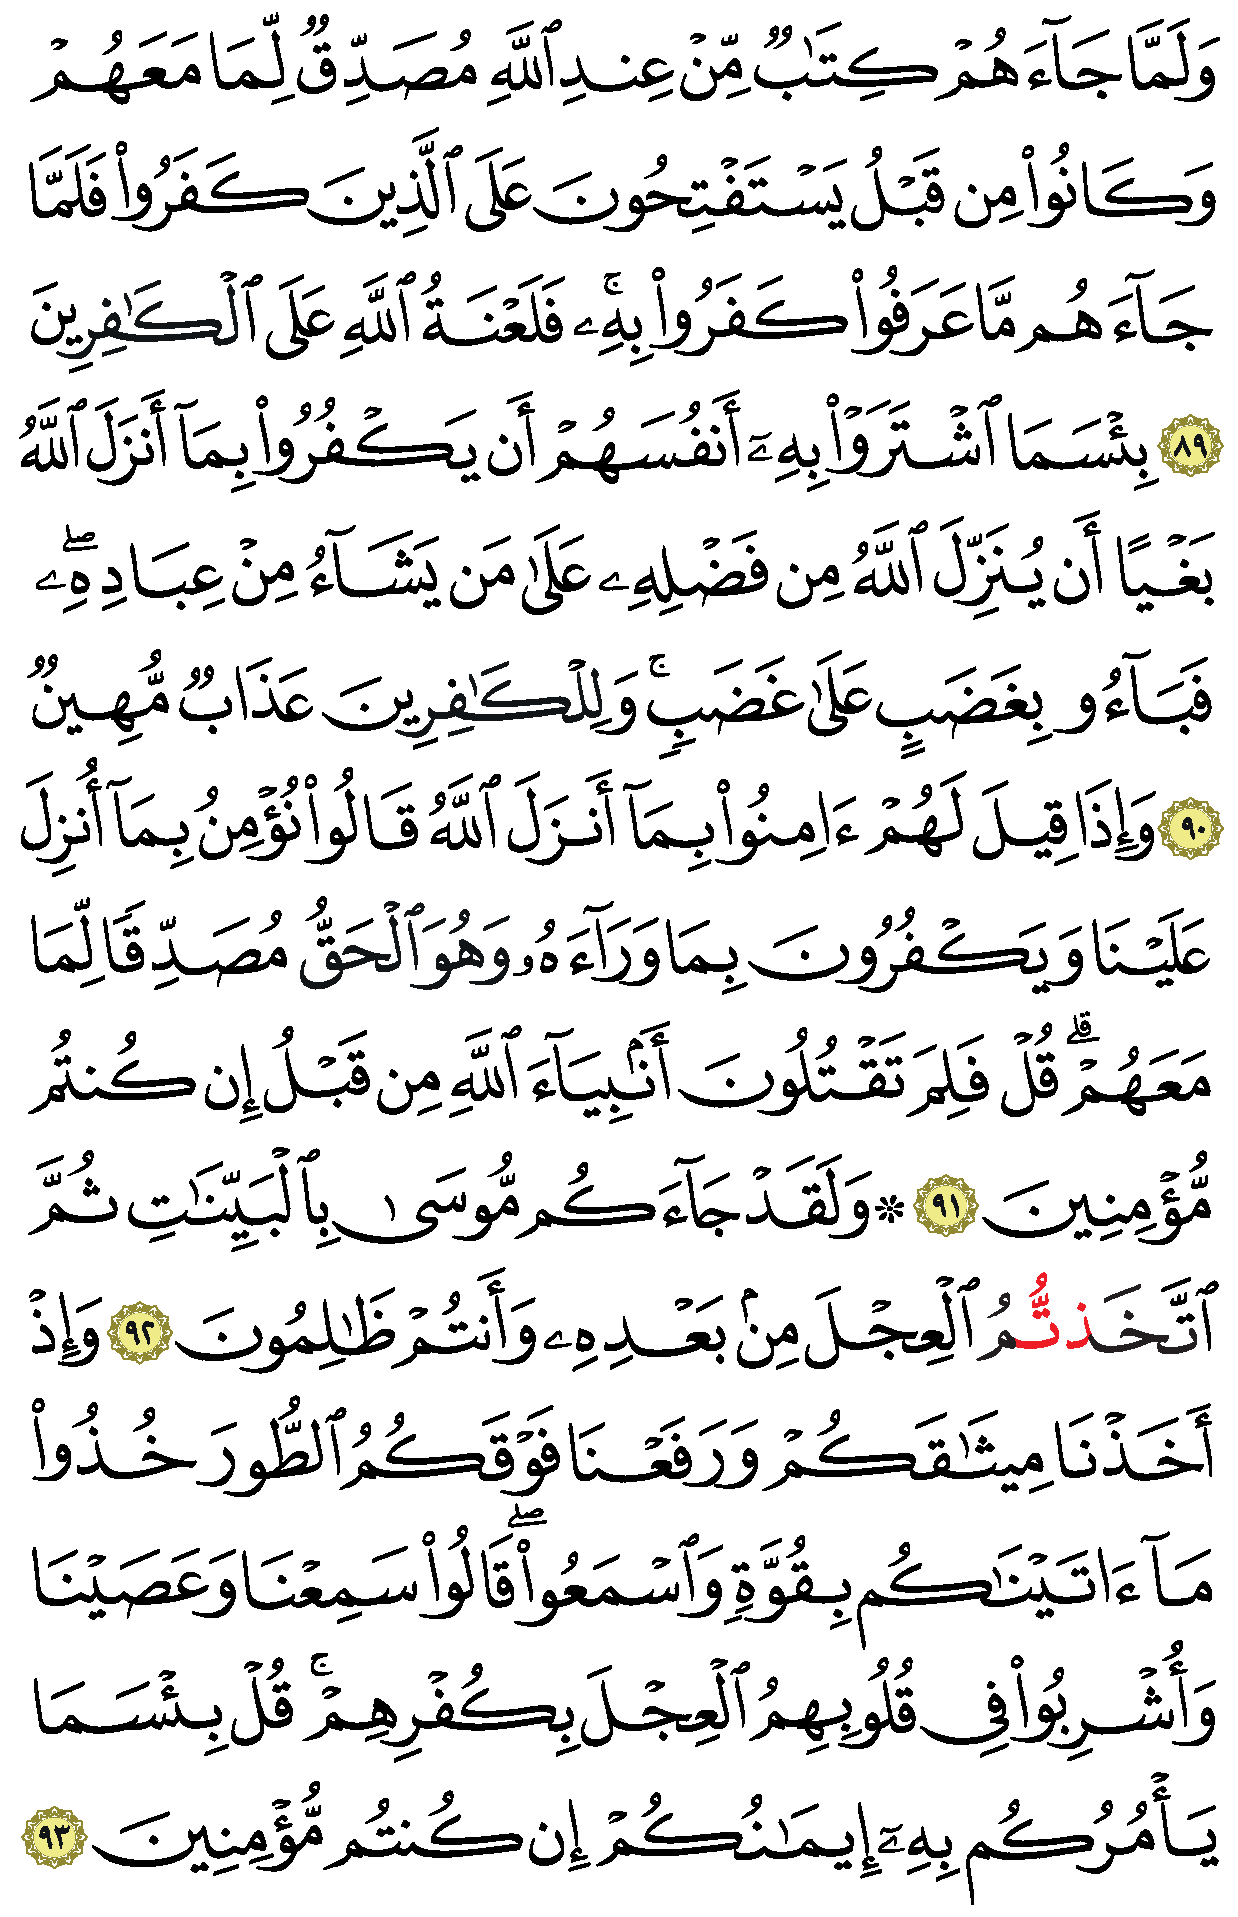 وَلَمَّا جَآءَهُمۡ كِتَٰبٞ مِّنۡ عِندِ ٱللَّهِ مُصَدِّقٞ لِّمَا مَعَهُمۡ
وَكَانُواْ مِن قَبۡلُ يَسۡتَفۡتِحُونَ عَلَى ٱلَّذِينَ كَفَرُواْ فَلَمَّا
جَآءَهُم مَّا عَرَفُواْ كَفَرُواْ بِهِۦۚ فَلَعۡنَةُ ٱللَّهِ عَلَى ٱلۡكَٰفِرِينَ
٨٩ بِئۡسَمَا ٱشۡتَرَوۡاْ بِهِۦٓ أَنفُسَهُمۡ أَن يَكۡفُرُواْ بِمَآ أَنزَلَ ٱللَّهُ
بَغۡيًا أَن يُنَزِّلَ ٱللَّهُ مِن فَضۡلِهِۦ عَلَىٰ مَن يَشَآءُ مِنۡ عِبَادِهِۦۖ
فَبَآءُو بِغَضَبٍ عَلَىٰ غَضَبٖۚ وَلِلۡكَٰفِرِينَ عَذَابٞ مُّهِينٞ
٩٠ وَإِذَا قِيلَ لَهُمۡ ءَامِنُواْ بِمَآ أَنزَلَ ٱللَّهُ قَالُواْ نُؤۡمِنُ بِمَآ أُنزِلَ
عَلَيۡنَا وَيَكۡفُرُونَ بِمَا وَرَآءَهُۥ وَهُوَ ٱلۡحَقُّ مُصَدِّقٗا لِّمَا
مَعَهُمۡۗ قُلۡ فَلِمَ تَقۡتُلُونَ أَنۢبِيَآءَ ٱللَّهِ مِن قَبۡلُ إِن كُنتُم
مُّؤۡمِنِينَ ٩١ ۞ وَلَقَدۡ جَآءَكُم مُّوسَىٰ بِٱلۡبَيِّنَٰتِ ثُمَّ
ٱتَّخَذتُّمُ ٱلۡعِجۡلَ مِنۢ بَعۡدِهِۦ وَأَنتُمۡ ظَٰلِمُونَ ٩٢ وَإِذۡ
أَخَذۡنَا مِيثَٰقَكُمۡ وَرَفَعۡنَا فَوۡقَكُمُ ٱلطُّورَ خُذُواْ
مَآ ءَاتَيۡنَٰكُم بِقُوَّةٖ وَٱسۡمَعُواْۖ قَالُواْ سَمِعۡنَا وَعَصَيۡنَا
وَأُشۡرِبُواْ فِي قُلُوبِهِمُ ٱلۡعِجۡلَ بِكُفۡرِهِمۡۚ قُلۡ بِئۡسَمَا
يَأۡمُرُكُم بِهِۦٓ إِيمَٰنُكُمۡ إِن كُنتُم مُّؤۡمِنِينَ ٩٣